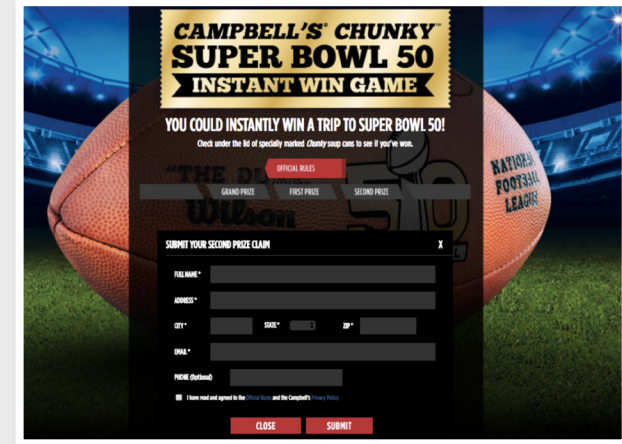 CAMPBELL'S® CHUNKY™
SUPER BOWL 50
INSTANT WIN GAME
YOU COULD INSTANTLY WIN A TRIP TO SUPER BOWL 50!
Check under the lid of specially marked Chunky soup cans to see if you've won.
OFFICIAL RULES
"THE DU
NATIONAL
FOOTBALL
LEAGUE
GRAND PRIZE FIRST PRIZE SECOND PRIZE
Wilson
50
SUBMIT YOUR SECOND PRIZE CLAIM X
FULL NAME *
ADDRESS *
CITY * STATE * ZIP *
EMAIL *
PHONE (Optional)
I have read and agreed to the Official Rules and the Campbell's Privacy Policy
CLOSE SUBMIT